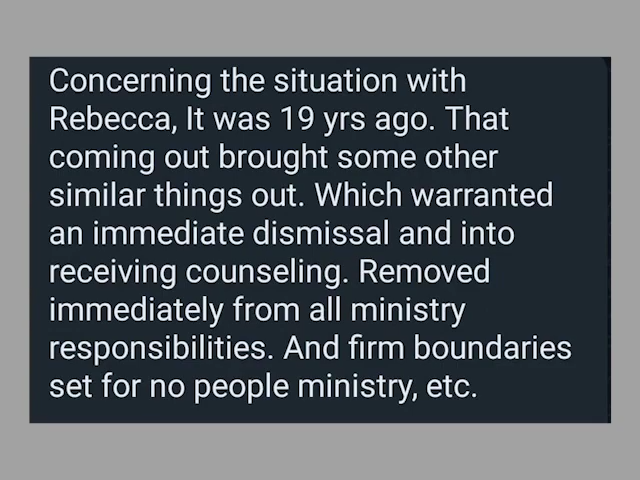 Concerning the situation with
Rebecca, It was 19 yrs ago. That
coming out brought some other
similar things out. Which warranted
an immediate dismissal and into
receiving counseling. Removed
immediately from all ministry
responsibilities. And firm boundaries
set for no people ministry, etc.